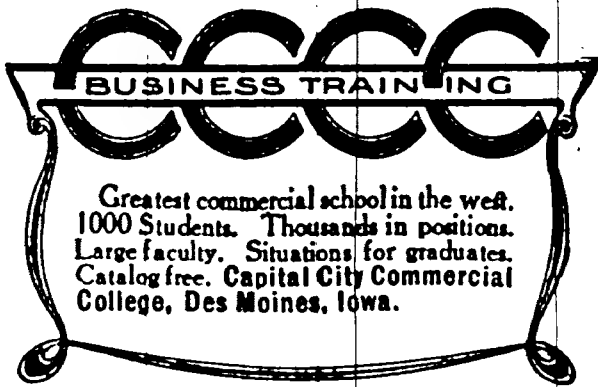 CCCC
BUSINESS TRAINING
Greatest commercial school in the west.
1000 Students. Thousands in positions.
Large faculty. Situations for graduates.
Catalog free. Capital City Commercial
College, Des Moines, Iowa.